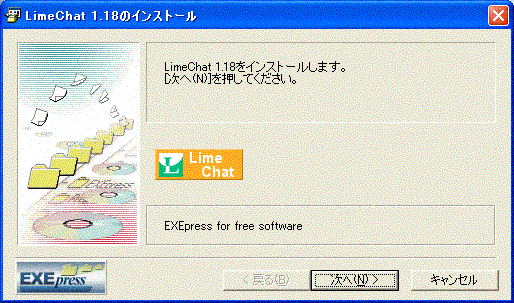 LimeChat 1.18のインストール
LimeChat 1.18をインストールします。
[次へ(N)]を押してください。
Lime
Chat
EXEpress for free software
EXEpress
EXEpress
< 戻る(B)
次へ(N) >
キャンセル